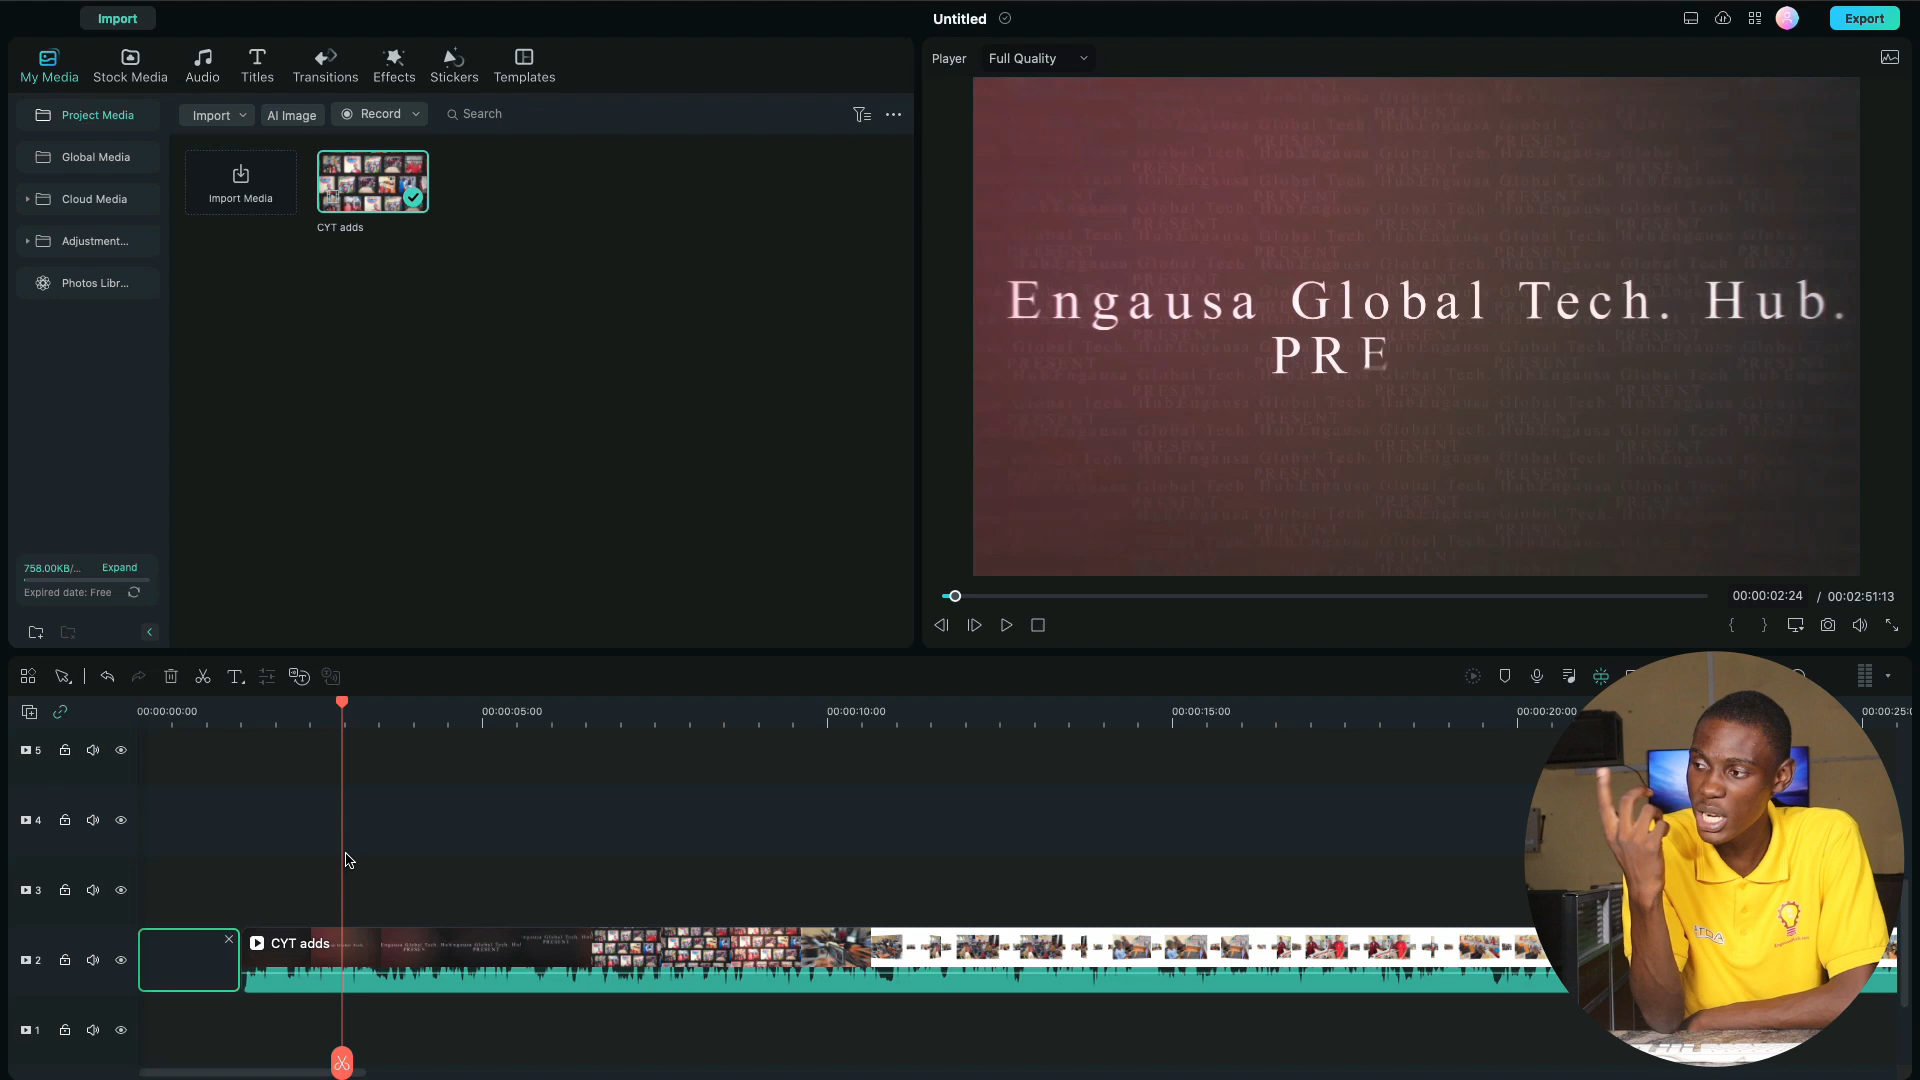 Import
Untitled
Export
My Media
Stock Media
Audio
Titles
Transitions
Effects
Stickers
Templates
Player
Full Quality
Project Media
Global Media
Cloud Media
Adjustment...
Photos Libr...
Import
AI Image
Record
Search
Import Media
CYT adds
758.00KB/...
Expand
Expired date: Free
Engausa Global Tech. Hub.
PRE
00:00:02:24 / 00:02:51:13
00:00:00:00
00:00:05:00
00:00:10:00
00:00:15:00
00:00:20:00
00:00:25:0
5
4
3
2
CYT adds
1